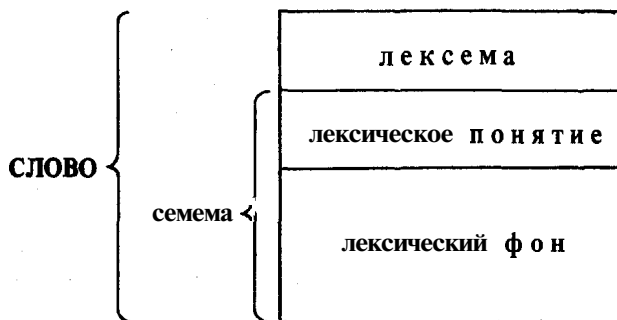 лексема
лексическое понятие
СЛОВО
семема
лексический фон